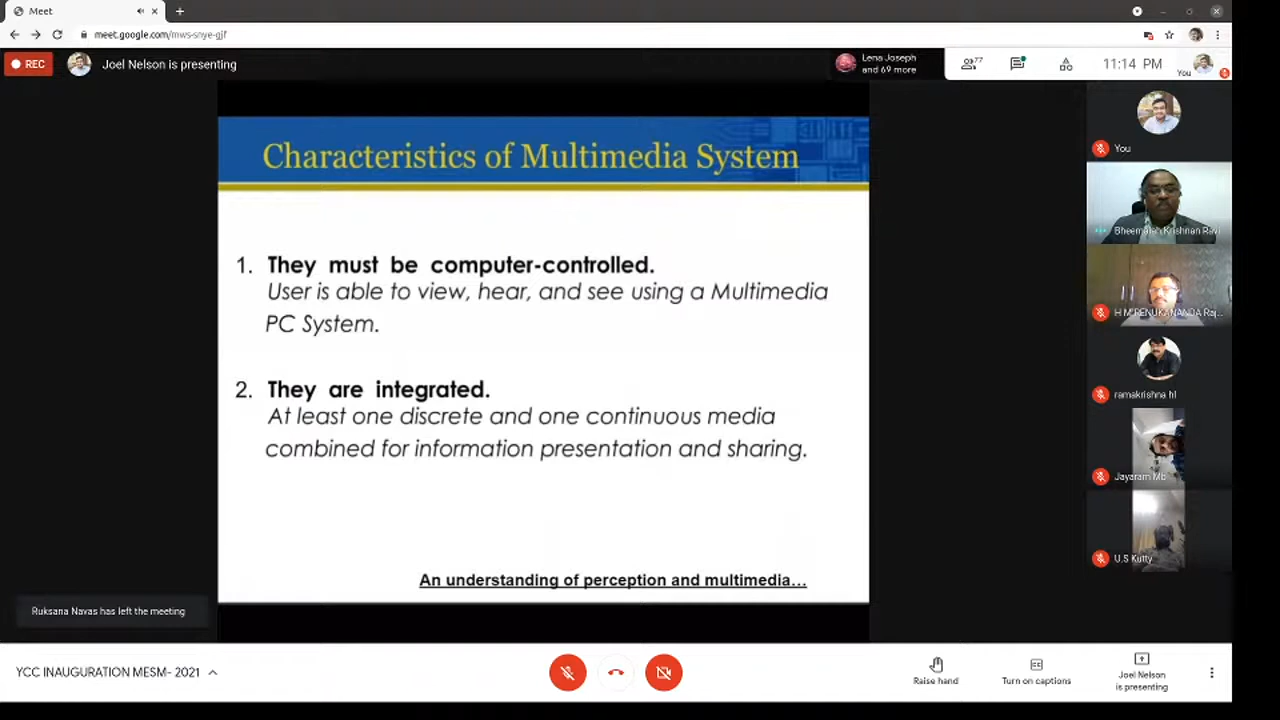 Meet
meet.google.com/mws-snye-gjf
REC
Joel Nelson is presenting
Lena Joseph
and 69 more
77
11:14 PM
You
Characteristics of Multimedia System
1. They must be computer-controlled.
User is able to view, hear, and see using a Multimedia
PC System.
2. They are integrated.
At least one discrete and one continuous media
combined for information presentation and sharing.
An understanding of perception and multimedia...
You
Bheemaiah Krishnan Ravi
H M RENUKANANDA Raj...
ramakrishna hl
Jayaram Mb
U.S Kutty
Ruksana Navas has left the meeting
YCC INAUGURATION MESM- 2021
Raise hand
Turn on captions
Joel Nelson
is presenting